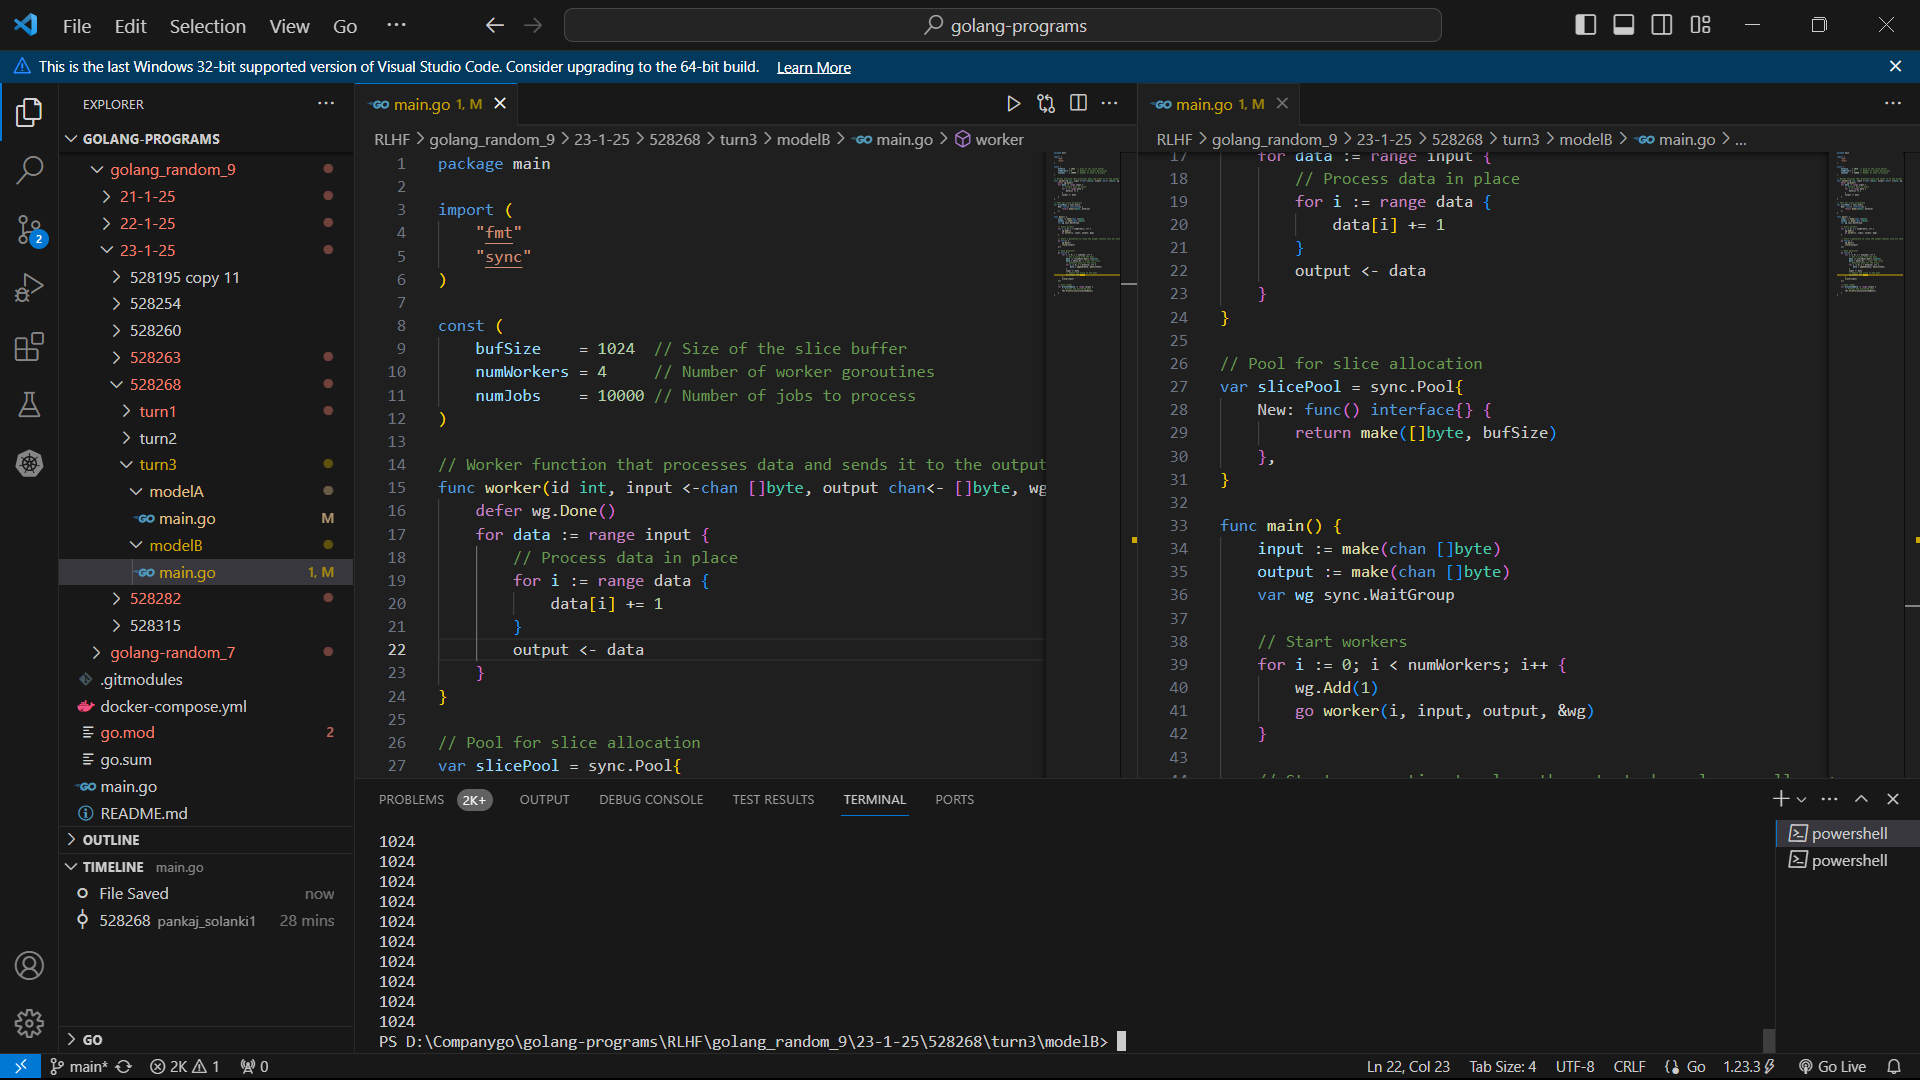 File Edit Selection View Go ··· golang-programs
This is the last Windows 32-bit supported version of Visual Studio Code. Consider upgrading to the 64-bit build. Learn More
EXPLORER
GOLANG-PROGRAMS
golang_random_9
21-1-25
22-1-25
23-1-25
528195 copy 11
528254
528260
528263
528268
turn1
turn2
turn3
modelA
main.go M
modelB
main.go 1, M
528282
528315
golang-random_7
.gitmodules
docker-compose.yml
go.mod 2
go.sum
main.go
README.md
OUTLINE
TIMELINE main.go
File Saved now
528268 pankaj_solanki1 28 mins
GO
2
main.go 1, M
RLHF > golang_random_9 > 23-1-25 > 528268 > turn3 > modelB > main.go > worker
1 package main
2
3 import (
4 "fmt"
5 "sync"
6 )
7
8 const (
9 bufSize = 1024 // Size of the slice buffer
10 numWorkers = 4 // Number of worker goroutines
11 numJobs = 10000 // Number of jobs to process
12 )
13
14 // Worker function that processes data and sends it to the output
15 func worker(id int, input <-chan []byte, output chan<- []byte, wg
16 defer wg.Done()
17 for data := range input {
18 // Process data in place
19 for i := range data {
20 data[i] += 1
21 }
22 output <- data
23 }
24 }
25
26 // Pool for slice allocation
27 var slicePool = sync.Pool{
main.go 1, M
RLHF > golang_random_9 > 23-1-25 > 528268 > turn3 > modelB > main.go > ...
17 for data := range input {
18 // Process data in place
19 for i := range data {
20 data[i] += 1
21 }
22 output <- data
23 }
24 }
25
26 // Pool for slice allocation
27 var slicePool = sync.Pool{
28 New: func() interface{} {
29 return make([]byte, bufSize)
30 },
31 }
32
33 func main() {
34 input := make(chan []byte)
35 output := make(chan []byte)
36 var wg sync.WaitGroup
37
38 // Start workers
39 for i := 0; i < numWorkers; i++ {
40 wg.Add(1)
41 go worker(i, input, output, &wg)
42 }
43
PROBLEMS 2K+ OUTPUT DEBUG CONSOLE TEST RESULTS TERMINAL PORTS
1024
1024
1024
1024
1024
1024
1024
1024
1024
1024
PS D:\Companygo\golang-programs\RLHF\golang_random_9\23-1-25\528268\turn3\modelB>
powershell
powershell
main* 2K 1 0 Ln 22, Col 23 Tab Size: 4 UTF-8 CRLF Go 1.23.3 Go Live